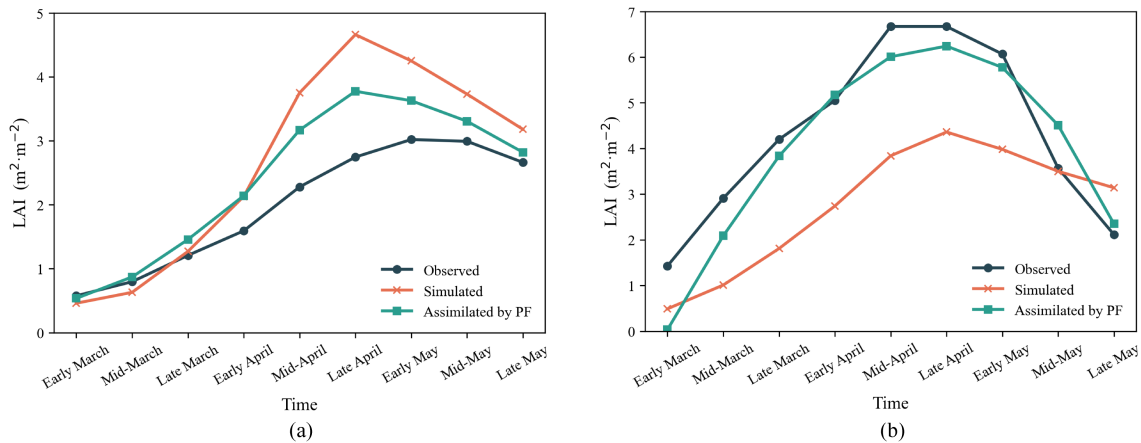 5
4
3
2
1
0
LAI (m²·m⁻²)
Observed
Simulated
Assimilated by PF
Early March
Mid-March
Late March
Early April
Mid-April
Late April
Early May
Mid-May
Late May
Time
(a)
7
6
5
4
3
2
1
0
LAI (m²·m⁻²)
Observed
Simulated
Assimilated by PF
Early March
Mid-March
Late March
Early April
Mid-April
Late April
Early May
Mid-May
Late May
Time
(b)